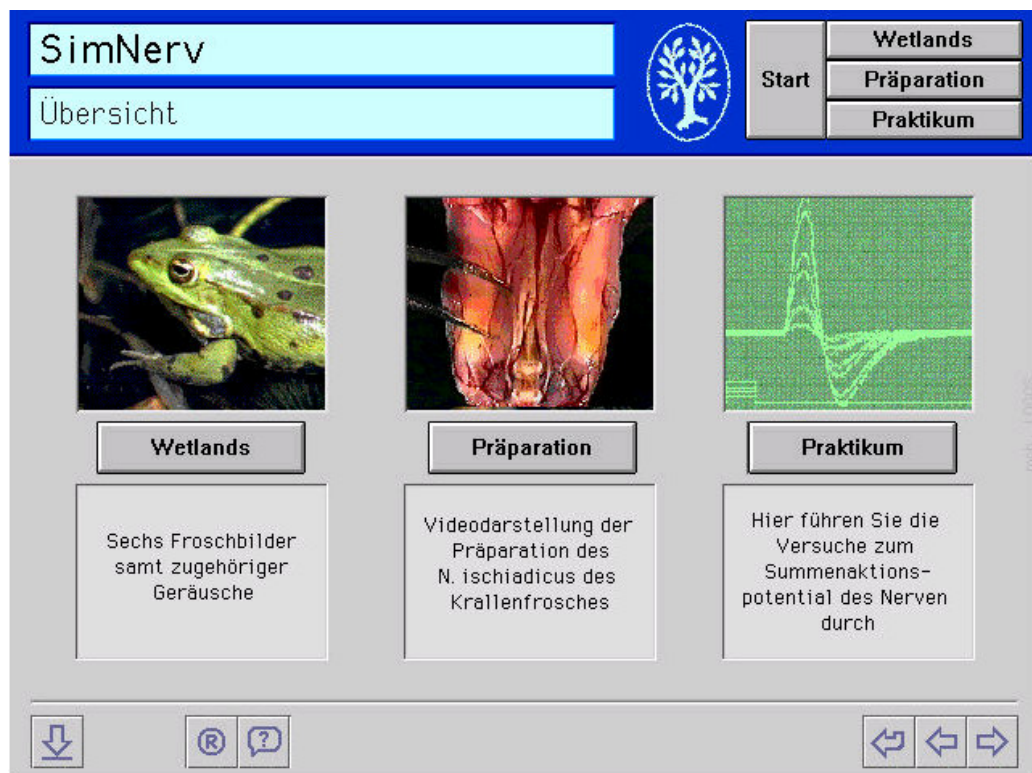 SimNerv
Übersicht
Start
Wetlands
Präparation
Praktikum
Wetlands
Präparation
Praktikum
Sechs Froschbilder
samt zugehöriger
Geräusche
Videodarstellung der
Präparation des
N. ischiadicus des
Krallenfrosches
Hier führen Sie die
Versuche zum
Summenaktions-
potential des Nerven
durch
®
?